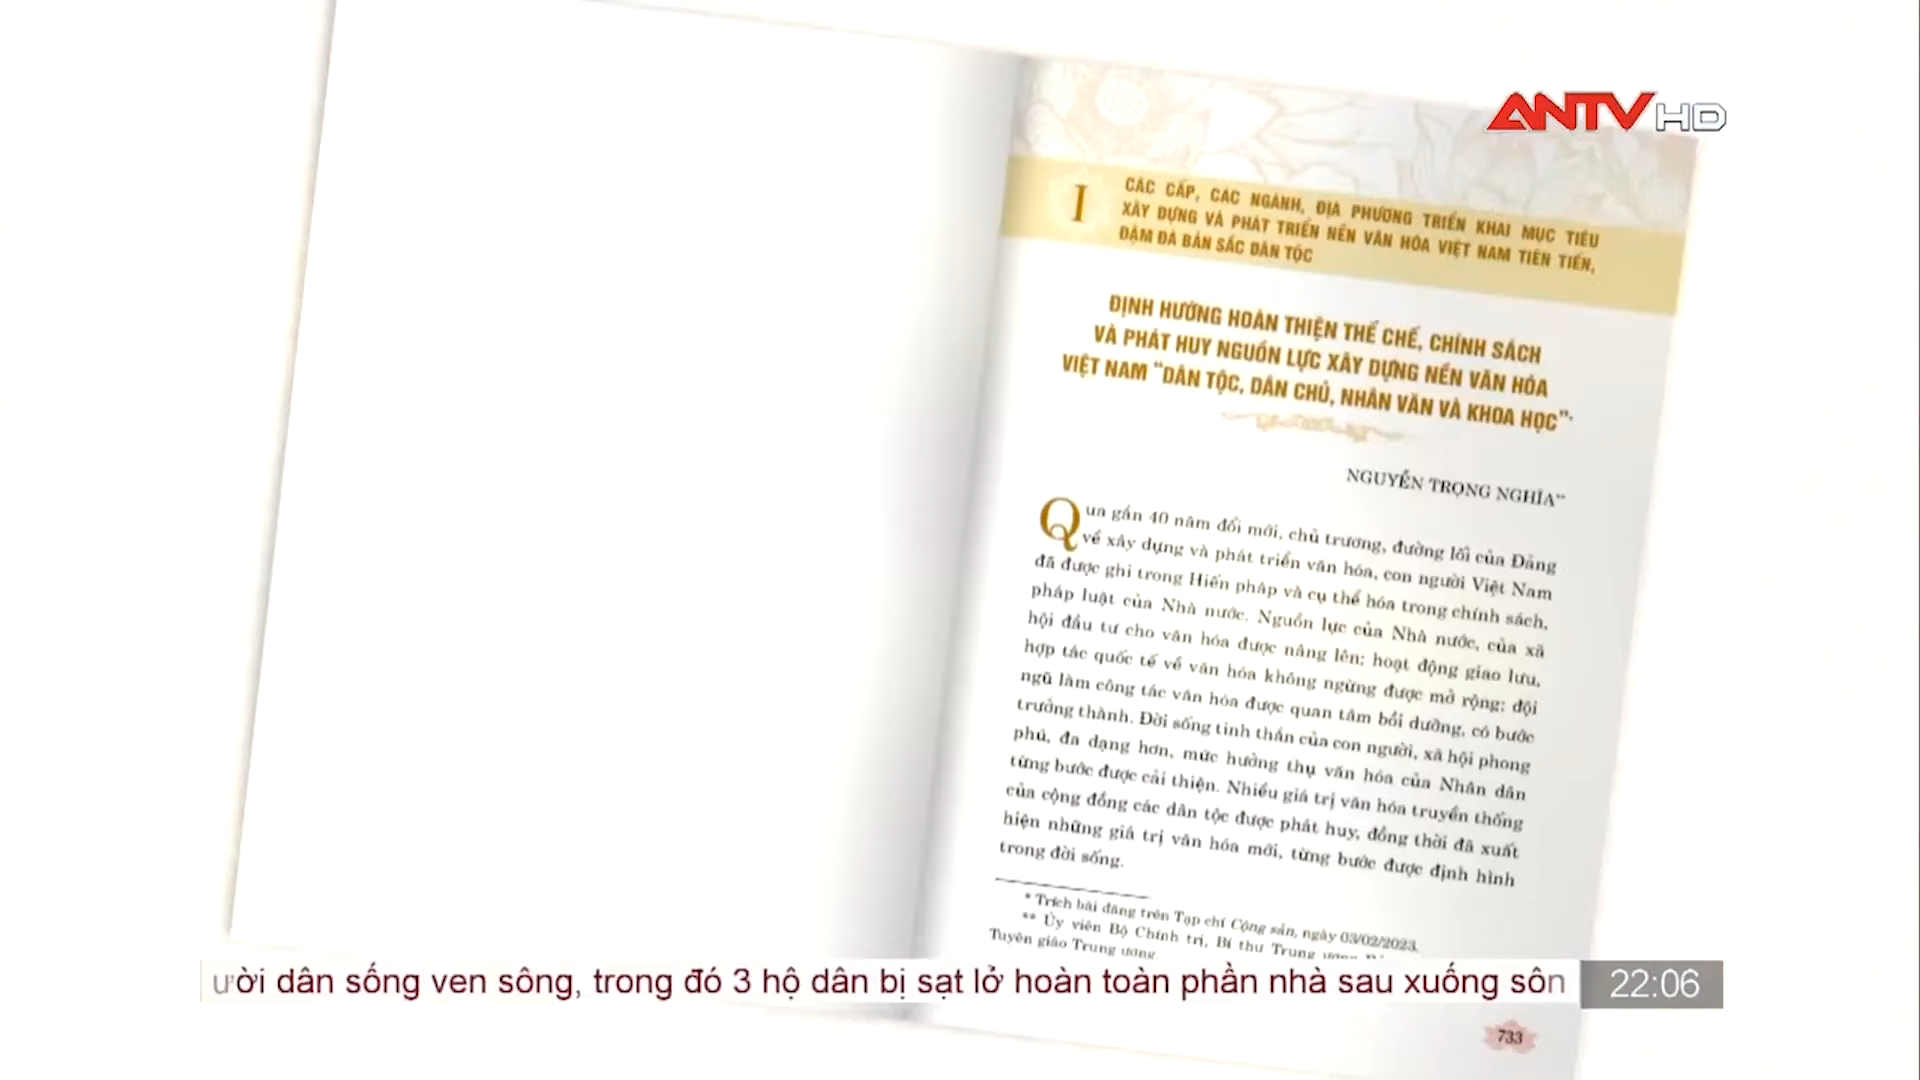 ANTV HD
I
CÁC CẤP, CÁC NGÀNH, ĐỊA PHƯƠNG TRIỂN KHAI MỤC TIÊU
XÂY DỰNG VÀ PHÁT TRIỂN NỀN VĂN HÓA VIỆT NAM TIÊN TIẾN,
ĐẬM ĐÀ BẢN SẮC DÂN TỘC
ĐỊNH HƯỚNG HOÀN THIỆN THỂ CHẾ, CHÍNH SÁCH
VÀ PHÁT HUY NGUỒN LỰC XÂY DỰNG NỀN VĂN HÓA
VIỆT NAM “DÂN TỘC, DÂN CHỦ, NHÂN VĂN VÀ KHOA HỌC”*
NGUYỄN TRỌNG NGHĨA**
Qua gần 40 năm đổi mới, chủ trương, đường lối của Đảng
về xây dựng và phát triển văn hóa, con người Việt Nam
đã được ghi trong Hiến pháp và cụ thể hóa trong chính sách,
pháp luật của Nhà nước. Nguồn lực của Nhà nước, của xã
hội đầu tư cho văn hóa được nâng lên; hoạt động giao lưu,
hợp tác quốc tế về văn hóa không ngừng được mở rộng; đội
ngũ làm công tác văn hóa được quan tâm bồi dưỡng, có bước
trưởng thành. Đời sống tinh thần của con người, xã hội phong
phú, đa dạng hơn, mức hưởng thụ văn hóa của Nhân dân
từng bước được cải thiện. Nhiều giá trị văn hóa truyền thống
của cộng đồng các dân tộc được phát huy, đồng thời đã xuất
hiện những giá trị văn hóa mới, từng bước được định hình
trong đời sống.
* Trích bài đăng trên Tạp chí Cộng sản, ngày 03/02/2023.
** Ủy viên Bộ Chính trị, Bí thư Trung ương
Tuyên giáo Trung ương.
ười dân sống ven sông, trong đó 3 hộ dân bị sạt lở hoàn toàn phần nhà sau xuống sôn
22:06
733